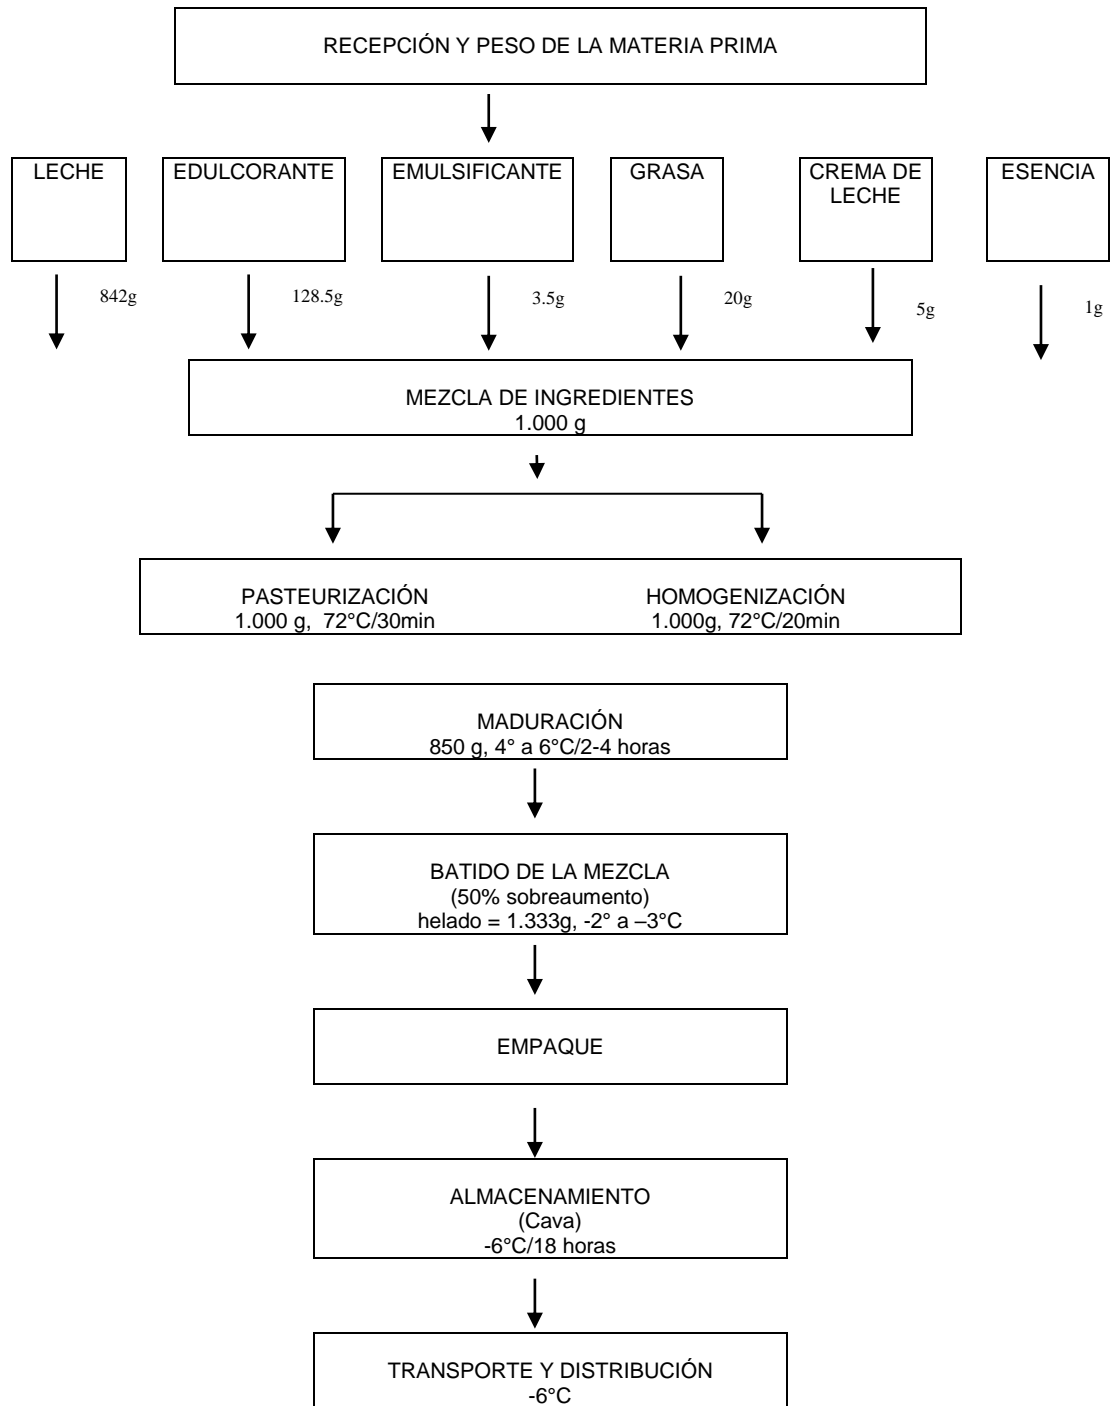 RECEPCIÓN Y PESO DE LA MATERIA PRIMA
LECHE
EDULCORANTE
EMULSIFICANTE
GRASA
CREMA DE
LECHE
ESENCIA
842g
128.5g
3.5g
20g
5g
1g
MEZCLA DE INGREDIENTES
1.000 g
PASTEURIZACIÓN
1.000 g, 72°C/30min
HOMOGENIZACIÓN
1.000g, 72°C/20min
MADURACIÓN
850 g, 4° a 6°C/2-4 horas
BATIDO DE LA MEZCLA
(50% sobreaumento)
helado = 1.333g, -2° a –3°C
EMPAQUE
ALMACENAMIENTO
(Cava)
-6°C/18 horas
TRANSPORTE Y DISTRIBUCIÓN
-6°C